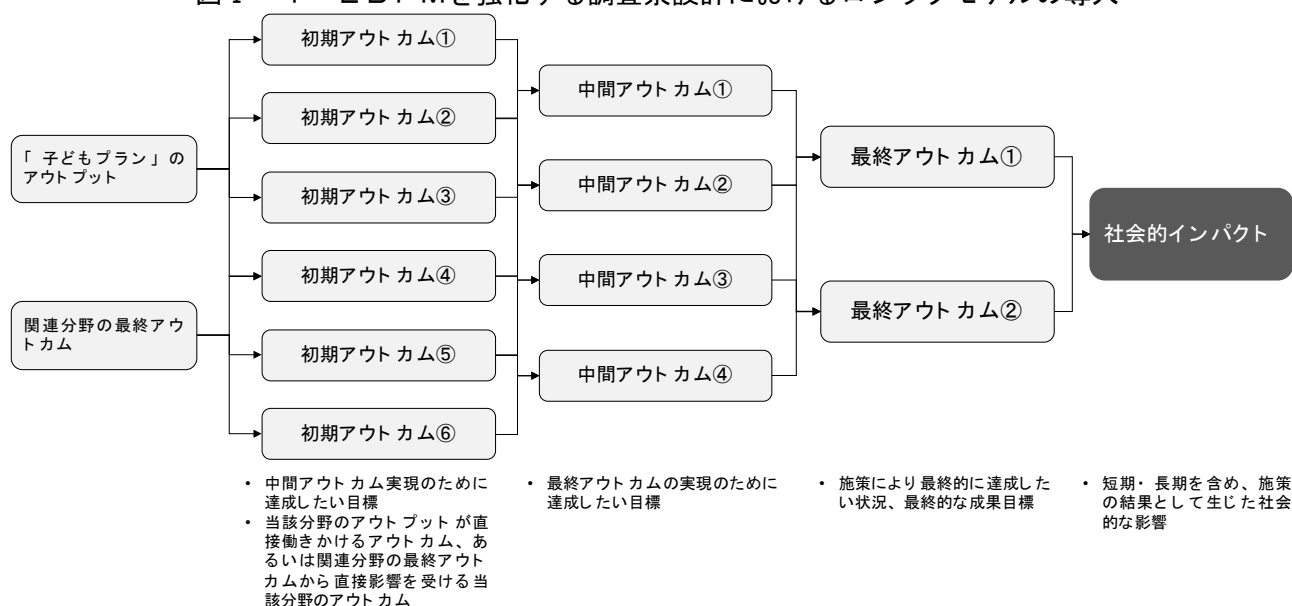 初期アウトカム①
初期アウトカム②
初期アウトカム③
初期アウトカム④
初期アウトカム⑤
初期アウトカム⑥
「子どもプラン」の
アウトプット
関連分野の最終アウ
トカム
中間アウトカム①
中間アウトカム②
中間アウトカム③
中間アウトカム④
最終アウトカム①
最終アウトカム②
社会的インパクト
• 中間アウトカム実現のために
達成したい目標
• 当該分野のアウトプットが直
接働きかけるアウトカム、あ
るいは関連分野の最終アウト
カムから直接影響を受ける当
該分野のアウトカム
• 最終アウトカムの実現のために
達成したい目標
• 施策により最終的に達成した
い状況、最終的な成果目標
• 短期・長期を含め、施策
の結果として生じた社会
的な影響